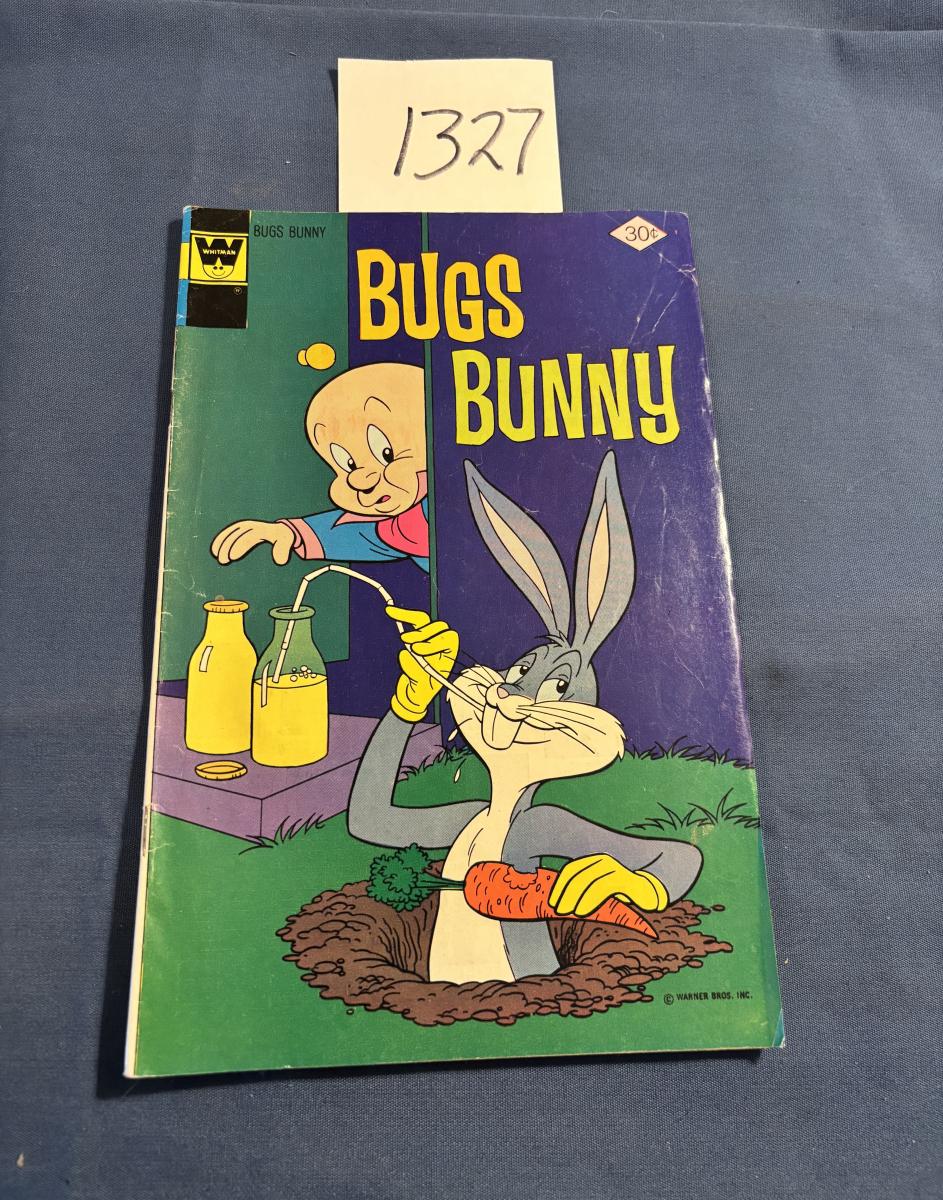 1327
WHITMAN
BUGS BUNNY
30¢
BUGS
BUNNY
© WARNER BROS. INC.